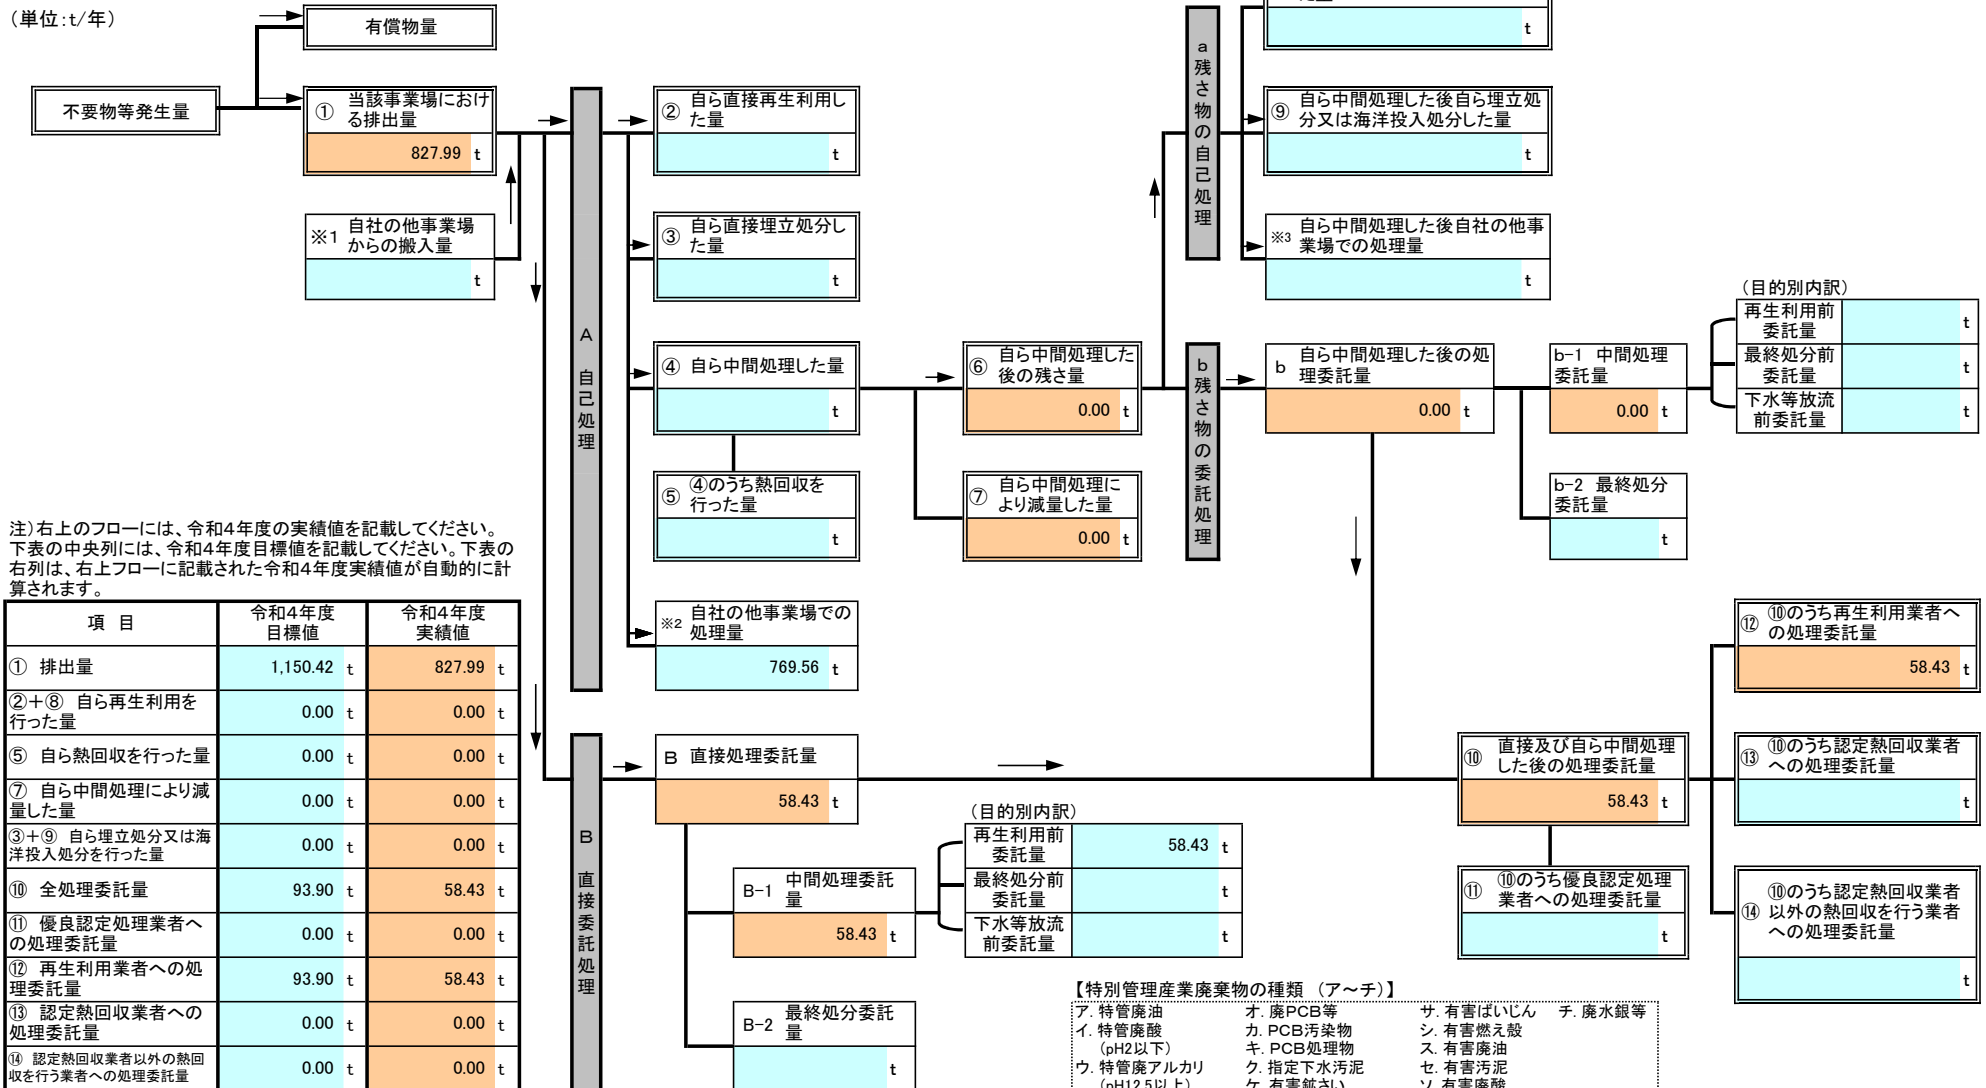 （単位：t/年）
有償物量
不要物等発生量
① 当該事業場におけ
る排出量
827.99 t
※1 自社の他事業場
からの搬入量
t
A 自己処理
② 自ら直接再生利用し
た量
t
③ 自ら直接埋立処分し
た量
t
④ 自ら中間処理した量
t
⑤ ④のうち熱回収を
行った量
t
※2 自社の他事業場での
処理量
769.56 t
⑥ 自ら中間処理した
後の残さ量
0.00 t
⑦ 自ら中間処理に
より減量した量
0.00 t
a 残さ物の自己処理
t
⑨ 自ら中間処理した後自ら埋立処
分又は海洋投入処分した量
t
※3 自ら中間処理した後自社の他事
業場での処理量
t
b 残さ物の委託処理
b 自ら中間処理した後の処
理委託量
0.00 t
b-1 中間処理
委託量
0.00 t
b-2 最終処分
委託量
t
（目的別内訳）
再生利用前
委託量
t
最終処分前
委託量
t
下水等放流
前委託量
t
注）右上のフローには、令和4年度の実績値を記載してください。
下表の中央列には、令和4年度目標値を記載してください。下表の
右列は、右上フローに記載された令和4年度実績値が自動的に計
算されます。
項 目 令和4年度
目標値 令和4年度
実績値
① 排出量 1,150.42 t 827.99 t
②＋⑧ 自ら再生利用を
行った量 0.00 t 0.00 t
⑤ 自ら熱回収を行った量 0.00 t 0.00 t
⑦ 自ら中間処理により減
量した量 0.00 t 0.00 t
③＋⑨ 自ら埋立処分又は海
洋投入処分を行った量 0.00 t 0.00 t
⑩ 全処理委託量 93.90 t 58.43 t
⑪ 優良認定処理業者へ
の処理委託量 0.00 t 0.00 t
⑫ 再生利用業者への処
理委託量 93.90 t 58.43 t
⑬ 認定熱回収業者への
処理委託量 0.00 t 0.00 t
⑭ 認定熱回収業者以外の熱回
収を行う業者への処理委託量 0.00 t 0.00 t
B 直接委託処理
B 直接処理委託量
58.43 t
B-1 中間処理委託
量
58.43 t
B-2 最終処分委託
量
t
（目的別内訳）
再生利用前
委託量 58.43 t
最終処分前
委託量 t
下水等放流
前委託量 t
⑩ 直接及び自ら中間処理
した後の処理委託量
58.43 t
⑪ ⑩のうち優良認定処理
業者への処理委託量
t
⑫ ⑩のうち再生利用業者へ
の処理委託量
58.43 t
⑬ ⑩のうち認定熱回収業者
への処理委託量
t
⑭ ⑩のうち認定熱回収業者
以外の熱回収を行う業者
への処理委託量
t
【特別管理産業廃棄物の種類 （ア～チ）】
ア. 特管廃油 オ. 廃PCB等 サ. 有害ばいじん チ. 廃水銀等
イ. 特管廃酸 カ. PCB汚染物 シ. 有害燃え殻
（pH2以下） キ. PCB処理物 ス. 有害廃油
ウ. 特管廃アルカリ ク. 指定下水汚泥 セ. 有害汚泥
（pH12.5以上） ケ. 有害鉱さい ソ. 有害廃酸